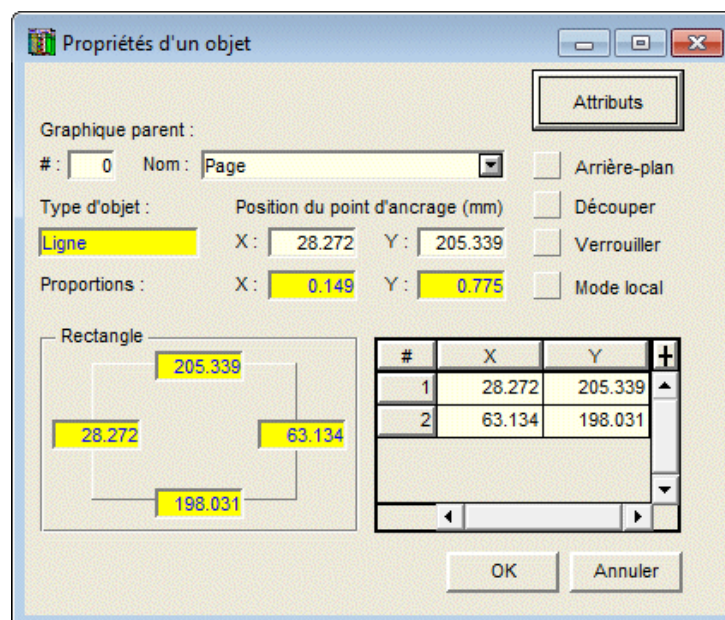 Propriétés d'un objet
Attributs
Graphique parent :
# : 0 Nom : Page
Arrière-plan
Type d'objet : Position du point d'ancrage (mm)
Découper
Ligne X : 28.272 Y : 205.339
Verrouiller
Proportions : X : 0.149 Y : 0.775
Mode local
Rectangle
205.339
28.272 63.134
198.031
# X Y
1 28.272 205.339
2 63.134 198.031
OK Annuler